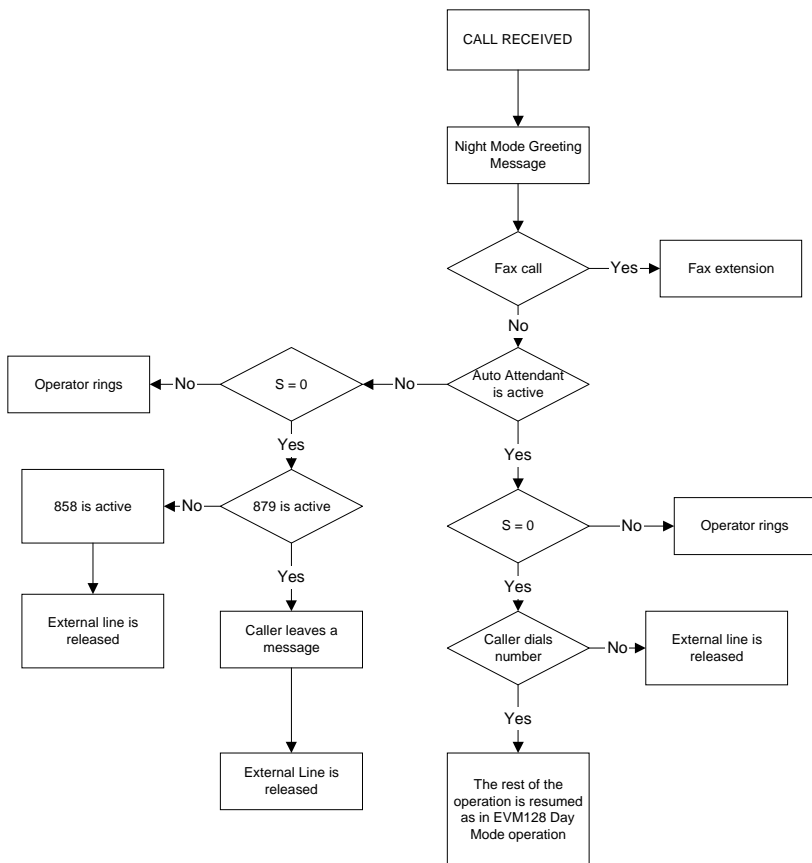 CALL RECEIVED
Night Mode Greeting
Message
Fax call
Yes
Fax extension
No
Operator rings
No
S = 0
No
Auto Attendant
is active
Yes
Yes
858 is active
No
879 is active
S = 0
No
Operator rings
Yes
Yes
External line is
released
Caller leaves a
message
Caller dials
number
No
External line is
released
Yes
External Line is
released
The rest of the
operation is resumed
as in EVM128 Day
Mode operation